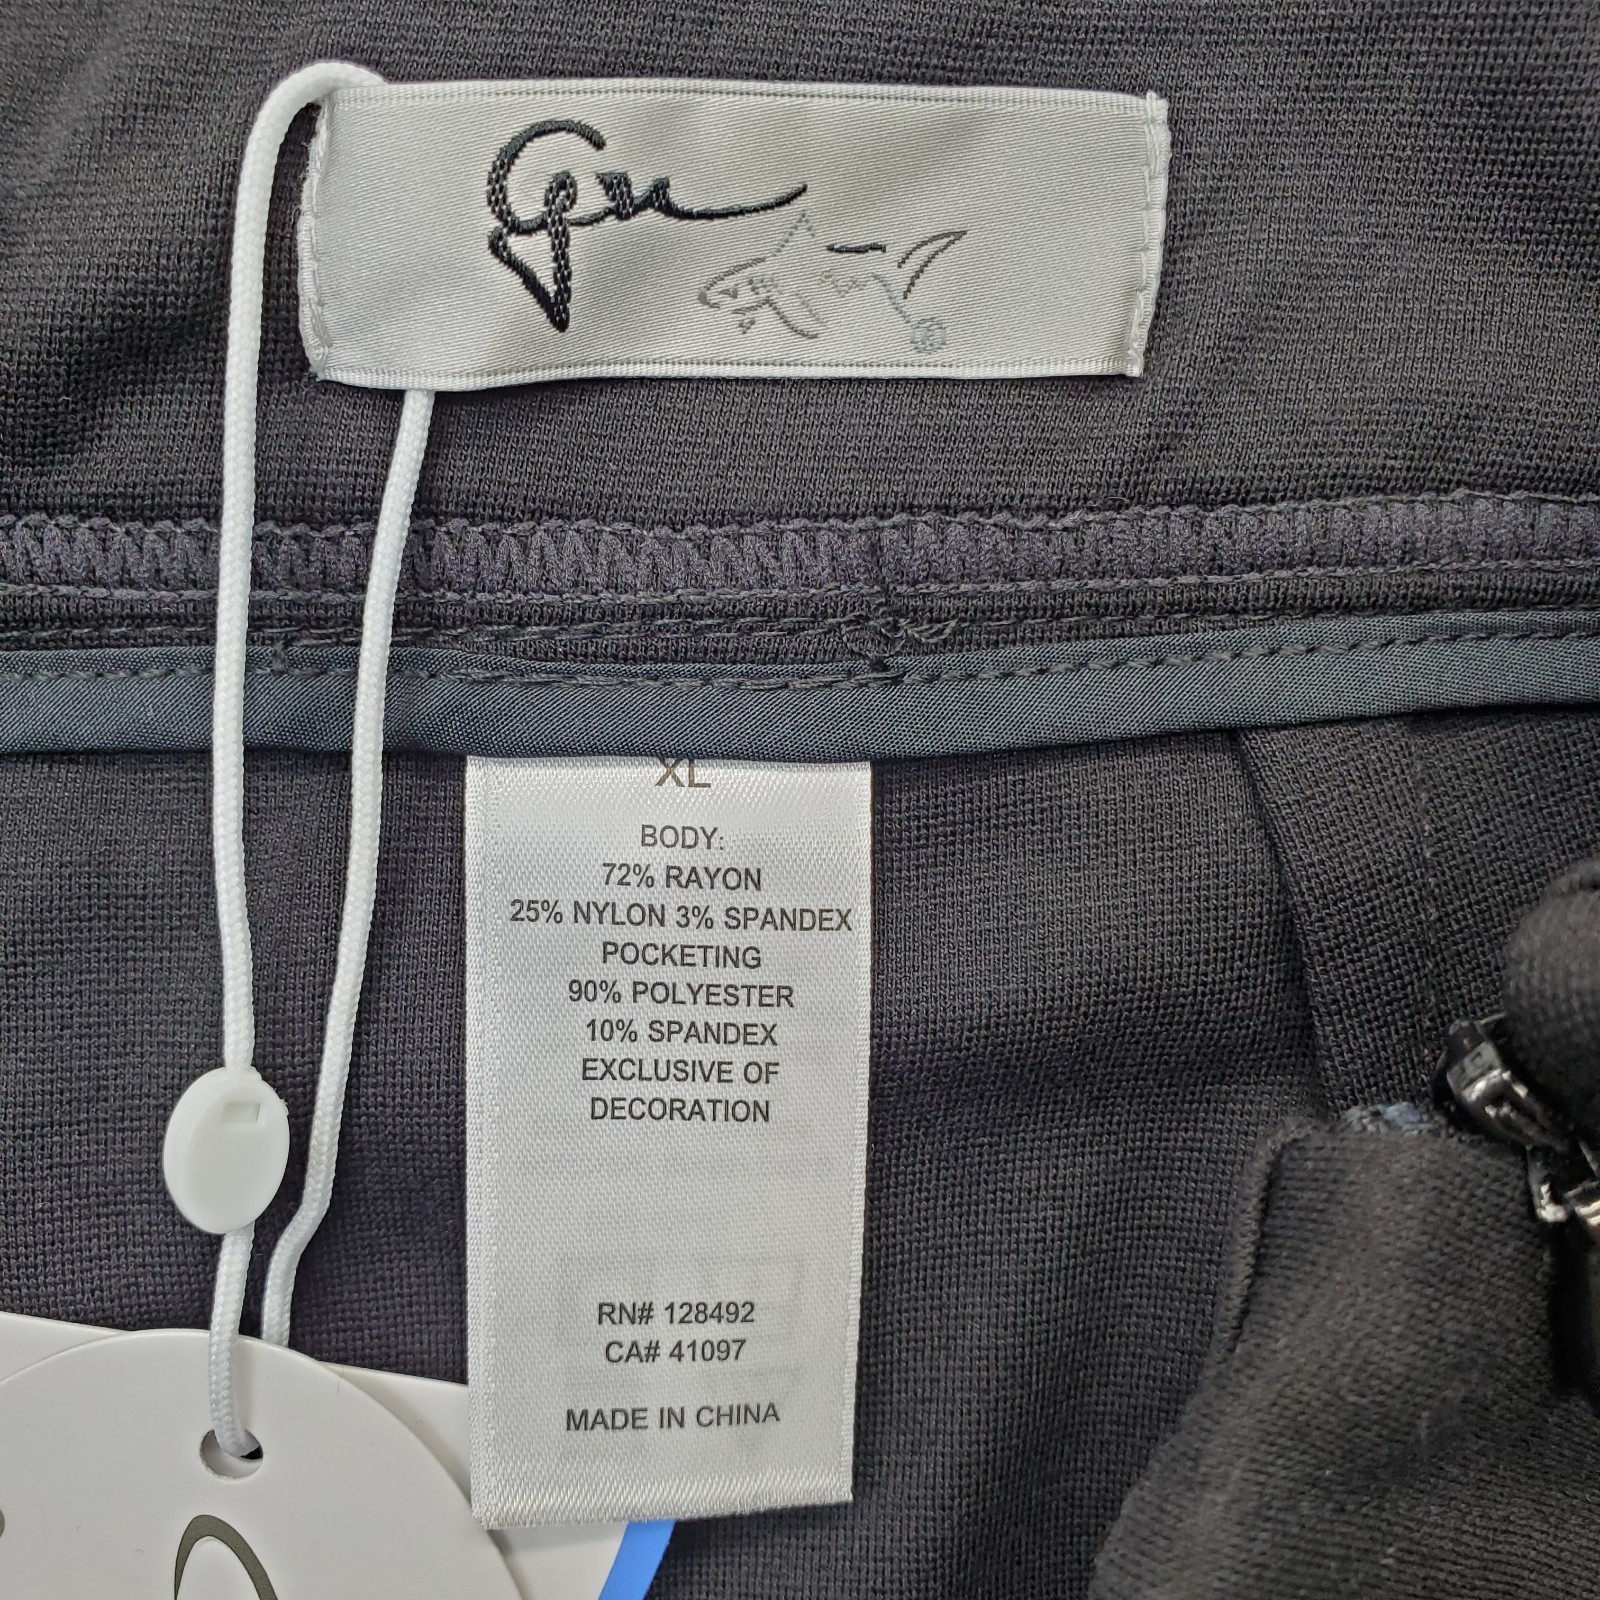 XL
BODY:
72% RAYON
25% NYLON 3% SPANDEX
POCKETING
90% POLYESTER
10% SPANDEX
EXCLUSIVE OF
DECORATION
RN# 128492
CA# 41097
MADE IN CHINA